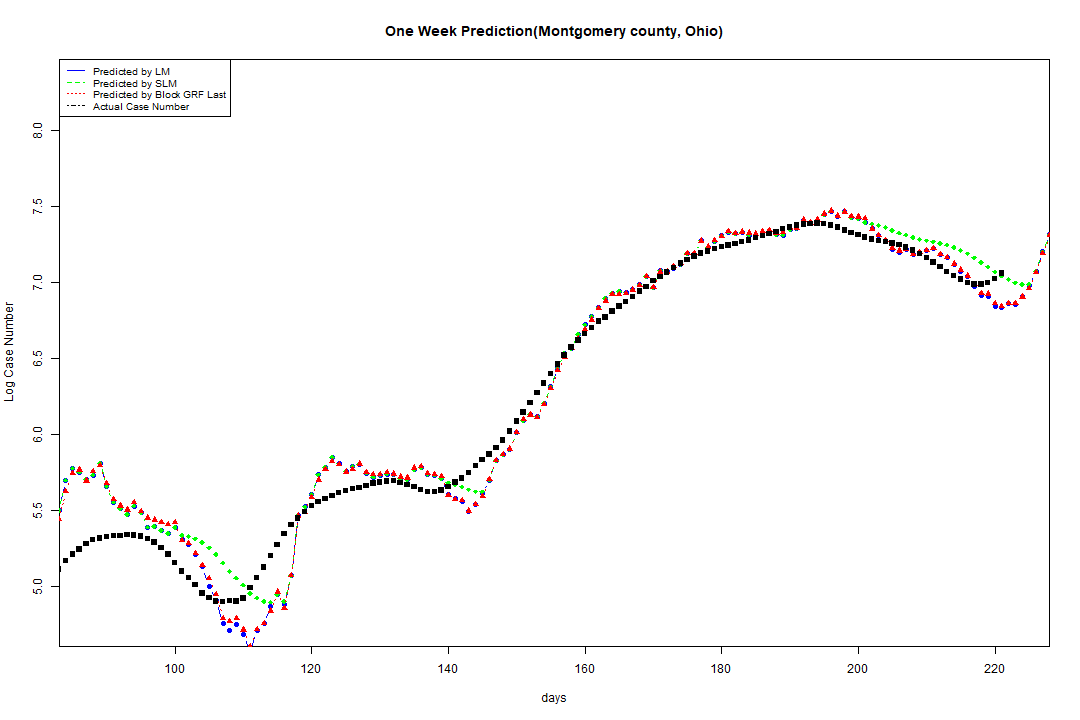 One Week Prediction(Montgomery county, Ohio)
Predicted by LM
Predicted by SLM
Predicted by Block GRF Last
Actual Case Number
8.0
7.5
7.0
6.5
6.0
5.5
5.0
Log Case Number
100 120 140 160 180 200 220
days